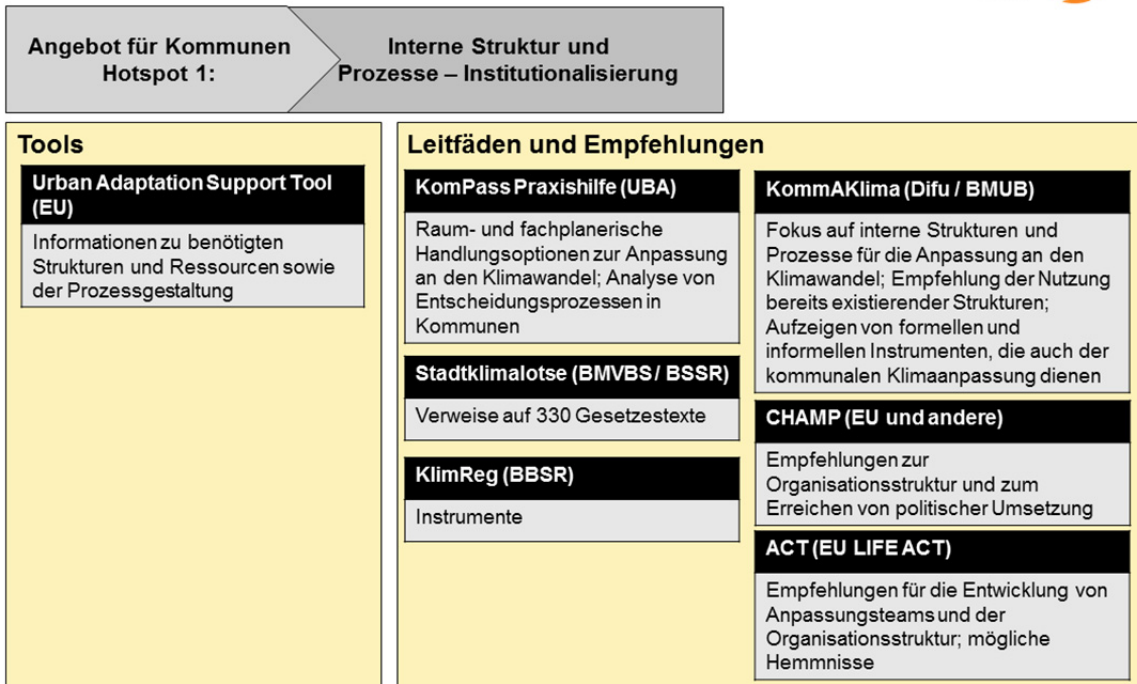 Angebot für Kommunen
Hotspot 1:
Interne Struktur und
Prozesse – Institutionalisierung
Tools
Urban Adaptation Support Tool
(EU)
Informationen zu benötigten
Strukturen und Ressourcen sowie
der Prozessgestaltung
Leitfäden und Empfehlungen
KomPass Praxishilfe (UBA)
Raum- und fachplanerische
Handlungsoptionen zur Anpassung
an den Klimawandel; Analyse von
Entscheidungsprozessen in
Kommunen
Stadtklimalotse (BMVBS / BSSR)
Verweise auf 330 Gesetzestexte
KlimReg (BBSR)
Instrumente
KommAKlima (Difu / BMUB)
Fokus auf interne Strukturen und
Prozesse für die Anpassung an den
Klimawandel; Empfehlung der Nutzung
bereits existierender Strukturen;
Aufzeigen von formellen und
informellen Instrumenten, die auch der
kommunalen Klimaanpassung dienen
CHAMP (EU und andere)
Empfehlungen zur
Organisationsstruktur und zum
Erreichen von politischer Umsetzung
ACT (EU LIFE ACT)
Empfehlungen für die Entwicklung von
Anpassungsteams und der
Organisationsstruktur; mögliche
Hemmnisse